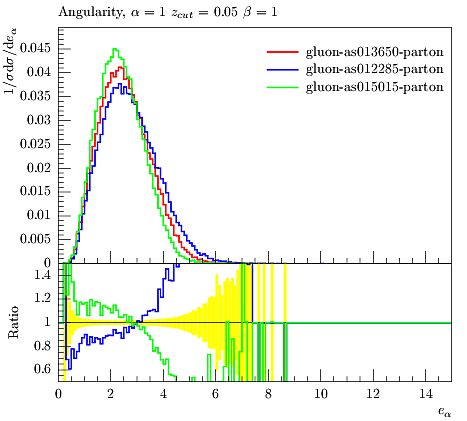 Angularity, α = 1 z_cut = 0.05 β = 1
1/σ dσ/de_α
0.045
0.04
0.035
0.03
0.025
0.02
0.015
0.01
0.005
0
gluon-as013650-parton
gluon-as012285-parton
gluon-as015015-parton
Ratio
1.4
1.2
1
0.8
0.6
0 2 4 6 8 10 12 14
e_α